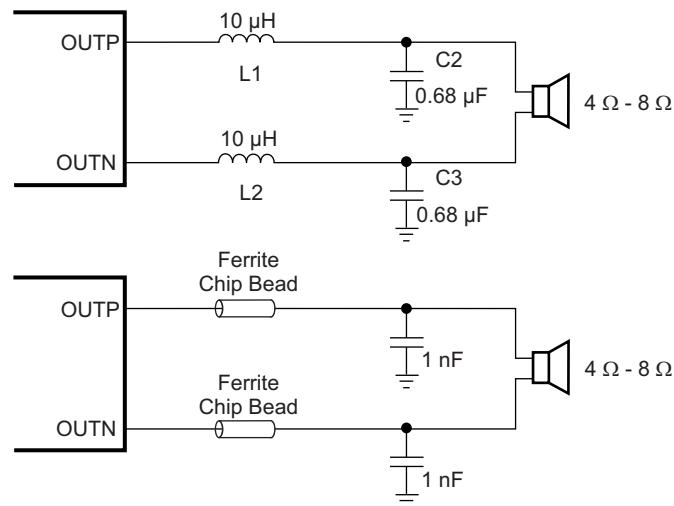 10 µH
OUTP
L1
C2
0.68 µF
4 Ω - 8 Ω
10 µH
OUTN
L2
C3
0.68 µF
Ferrite
Chip Bead
OUTP
1 nF
4 Ω - 8 Ω
Ferrite
Chip Bead
OUTN
1 nF